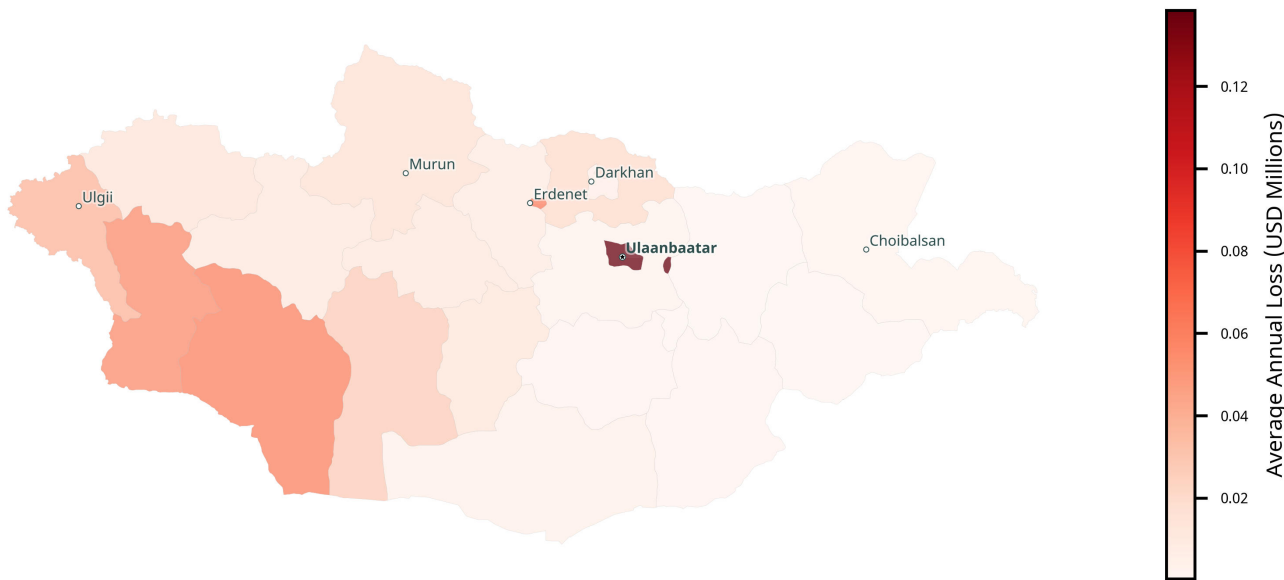 Murun
Darkhan
Ulgii
Erdenet
Ulaanbaatar
Choibalsan
0.12
0.10
0.08
0.06
0.04
0.02
Average Annual Loss (USD Millions)